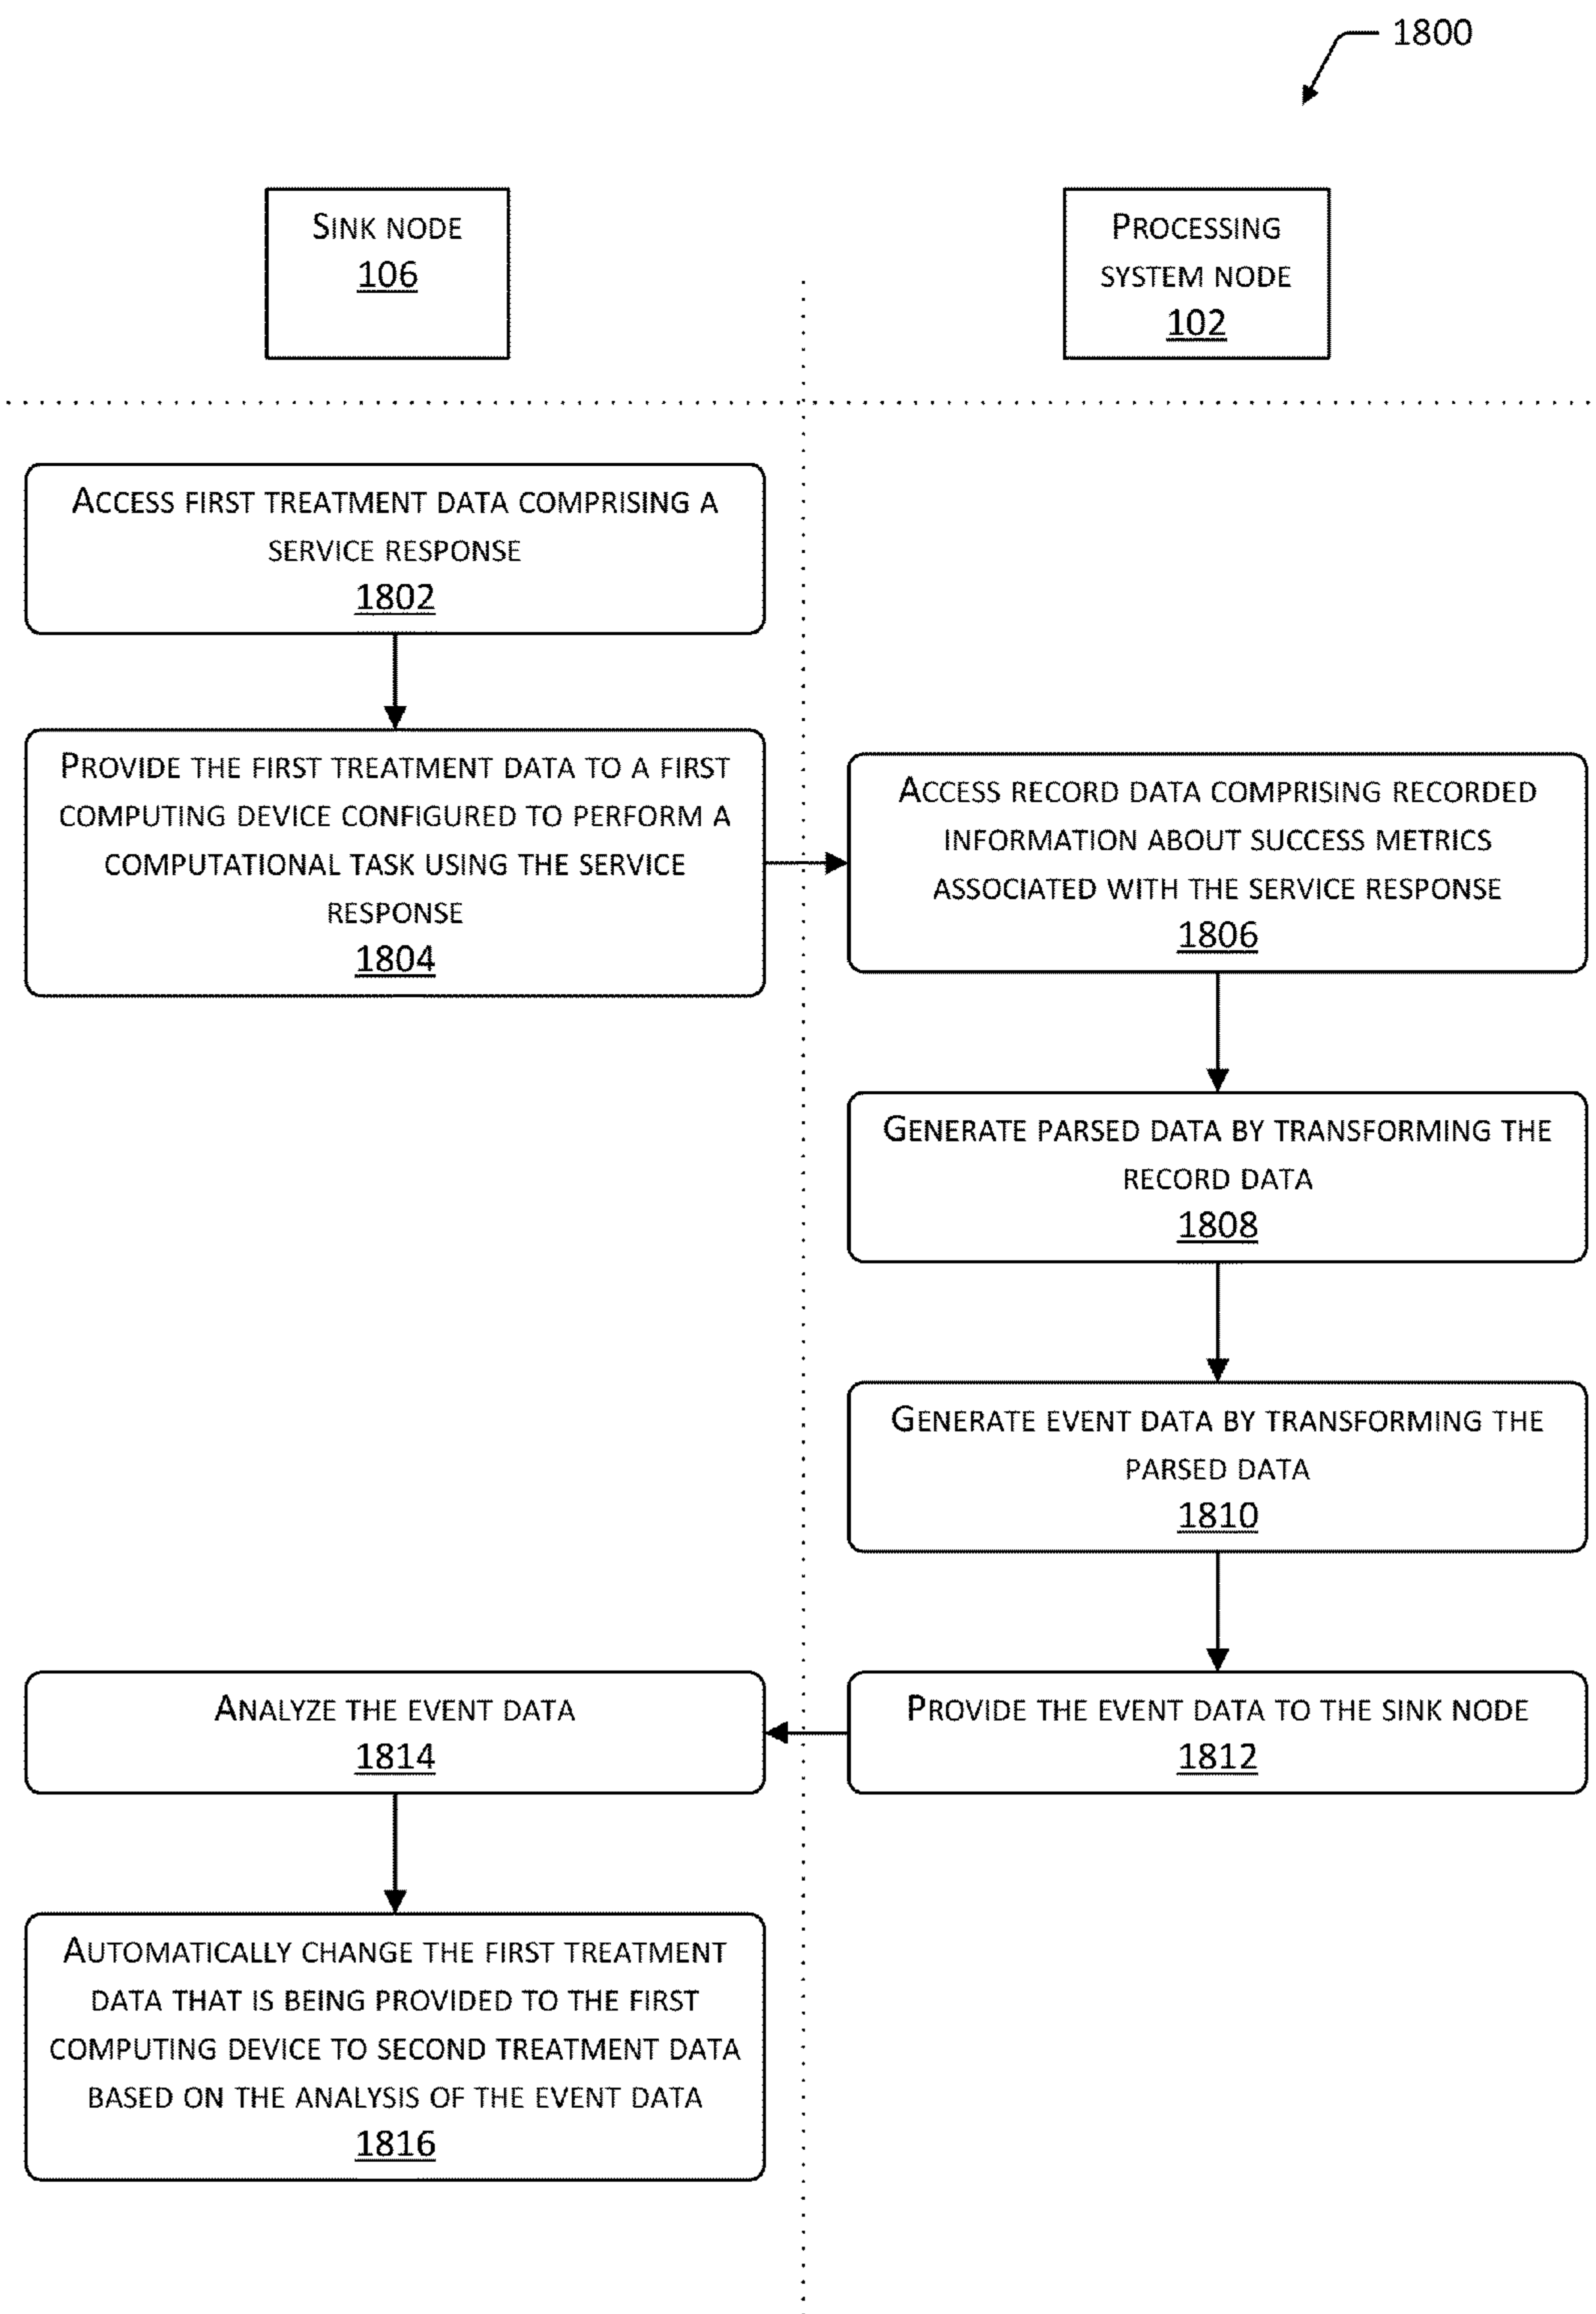 1800
SINK NODE
106
PROCESSING
SYSTEM NODE
102
ACCESS FIRST TREATMENT DATA COMPRISING A
SERVICE RESPONSE
1802
PROVIDE THE FIRST TREATMENT DATA TO A FIRST
COMPUTING DEVICE CONFIGURED TO PERFORM A
COMPUTATIONAL TASK USING THE SERVICE
RESPONSE
1804
ACCESS RECORD DATA COMPRISING RECORDED
INFORMATION ABOUT SUCCESS METRICS
ASSOCIATED WITH THE SERVICE RESPONSE
1806
GENERATE PARSED DATA BY TRANSFORMING THE
RECORD DATA
1808
GENERATE EVENT DATA BY TRANSFORMING THE
PARSED DATA
1810
PROVIDE THE EVENT DATA TO THE SINK NODE
1812
ANALYZE THE EVENT DATA
1814
AUTOMATICALLY CHANGE THE FIRST TREATMENT
DATA THAT IS BEING PROVIDED TO THE FIRST
COMPUTING DEVICE TO SECOND TREATMENT DATA
BASED ON THE ANALYSIS OF THE EVENT DATA
1816